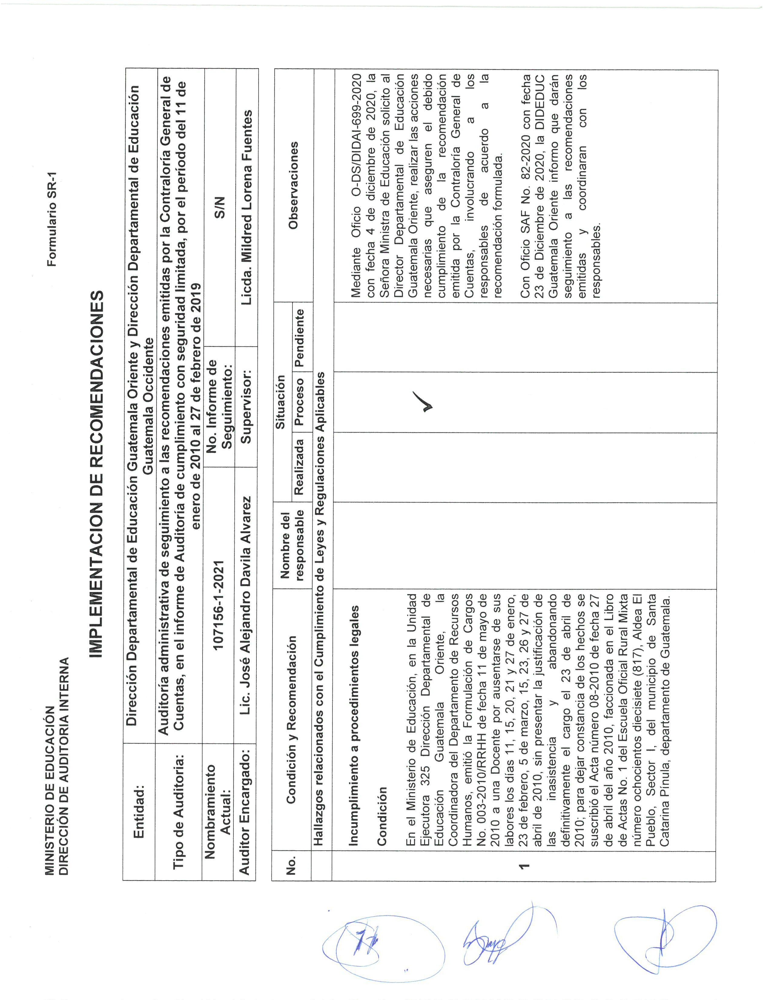 MINISTERIO DE EDUCACIÓN
DIRECCIÓN DE AUDITORIA INTERNA
Formulario SR-1
IMPLEMENTACION DE RECOMENDACIONES
Entidad:
Dirección Departamental de Educación Guatemala Oriente y Dirección Departamental de Educación
Guatemala Occidente
Tipo de Auditoria:
Auditoría administrativa de seguimiento a las recomendaciones emitidas por la Contraloría General de
Cuentas, en el informe de Auditoría de cumplimiento con seguridad limitada, por el período del 11 de
enero de 2010 al 27 de febrero de 2019
Nombramiento
Actual:
107156-1-2021
No. Informe de
Seguimiento:
S/N
Auditor Encargado:
Lic. José Alejandro Davila Alvarez
Supervisor:
Licda. Mildred Lorena Fuentes
No.
Condición y Recomendación
Nombre del
responsable
Situación
Realizada
Proceso
Pendiente
Observaciones
Hallazgos relacionados con el Cumplimiento de Leyes y Regulaciones Aplicables
1
Incumplimiento a procedimientos legales
Condición
En el Ministerio de Educación, en la Unidad
Ejecutora 325 Dirección Departamental de
Educación Guatemala Oriente, la
Coordinadora del Departamento de Recursos
Humanos, emitió la Formulación de Cargos
No. 003-2010/RRHH de fecha 11 de mayo de
2010 a una Docente por ausentarse de sus
labores los días 11, 15, 20, 21 y 27 de enero,
23 de febrero, 5 de marzo, 15, 23, 26 y 27 de
abril de 2010, sin presentar la justificación de
las inasistencia y abandonando
definitivamente el cargo el 23 de abril de
2010; para dejar constancia de los hechos se
suscribió el Acta número 08-2010 de fecha 27
de abril del año 2010, faccionada en el Libro
de Actas No. 1 del Escuela Oficial Rural Mixta
número ochocientos diecisiete (817), Aldea El
Pueblo, Sector I, del municipio de Santa
Catarina Pínula, departamento de Guatemala.
✓
Mediante Oficio O-DS/DIDAI-699-2020
con fecha 4 de diciembre de 2020, la
Señora Ministra de Educación solicito al
Director Departamental de Educación
Guatemala Oriente, realizar las acciones
necesarias que aseguren el debido
cumplimiento de la recomendación
emitida por la Contraloría General de
Cuentas, involucrando a los
responsables de acuerdo a la
recomendación formulada.
Con Oficio SAF No. 82-2020 con fecha
23 de Diciembre de 2020, la DIDEDUC
Guatemala Oriente informo que darán
seguimiento a las recomendaciones
emitidas y coordinaran con los
responsables.